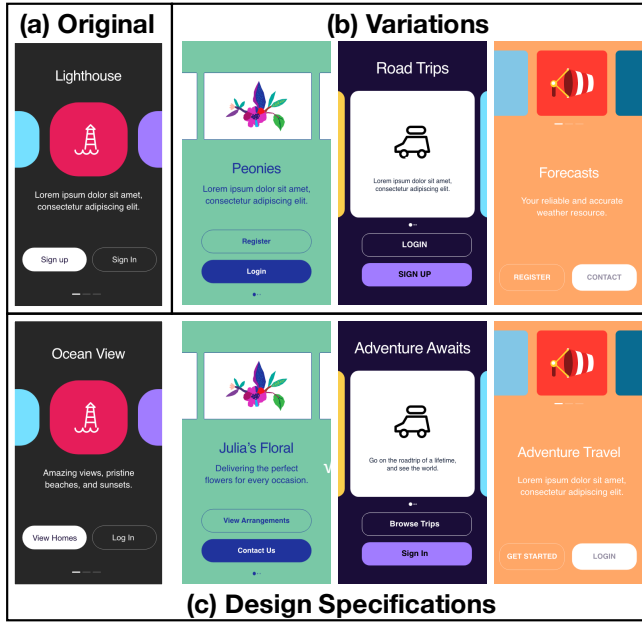 (a) Original
(b) Variations
Lighthouse
Lorem ipsum dolor sit amet,
consectetur adipiscing elit.
Sign up
Sign In
Peonies
Lorem ipsum dolor sit amet,
consectetur adipiscing elit.
Register
Login
Road Trips
Lorem ipsum dolor sit amet,
consectetur adipiscing elit.
LOGIN
SIGN UP
Forecasts
Your reliable and accurate
weather resource.
REGISTER
CONTACT
Ocean View
Amazing views, pristine
beaches, and sunsets.
View Homes
Log In
Julia's Floral
Delivering the perfect
flowers for every occasion.
View Arrangements
Contact Us
Adventure Awaits
Go on the roadtrip of a lifetime,
and see the world.
Browse Trips
Sign In
Adventure Travel
Lorem ipsum dolor sit amet,
consectetur adipiscing elit.
GET STARTED
LOGIN
(c) Design Specifications